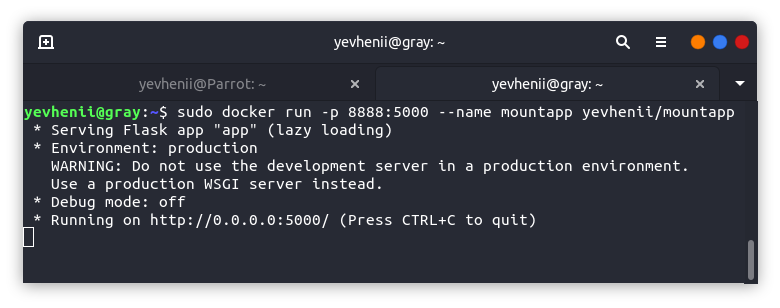 yevhenii@gray: ~
yevhenii@Parrot: ~
yevhenii@gray: ~
yevhenii@gray:~$ sudo docker run -p 8888:5000 --name mountapp yevhenii/mountapp
 * Serving Flask app "app" (lazy loading)
 * Environment: production
   WARNING: Do not use the development server in a production environment.
   Use a production WSGI server instead.
 * Debug mode: off
 * Running on http://0.0.0.0:5000/ (Press CTRL+C to quit)